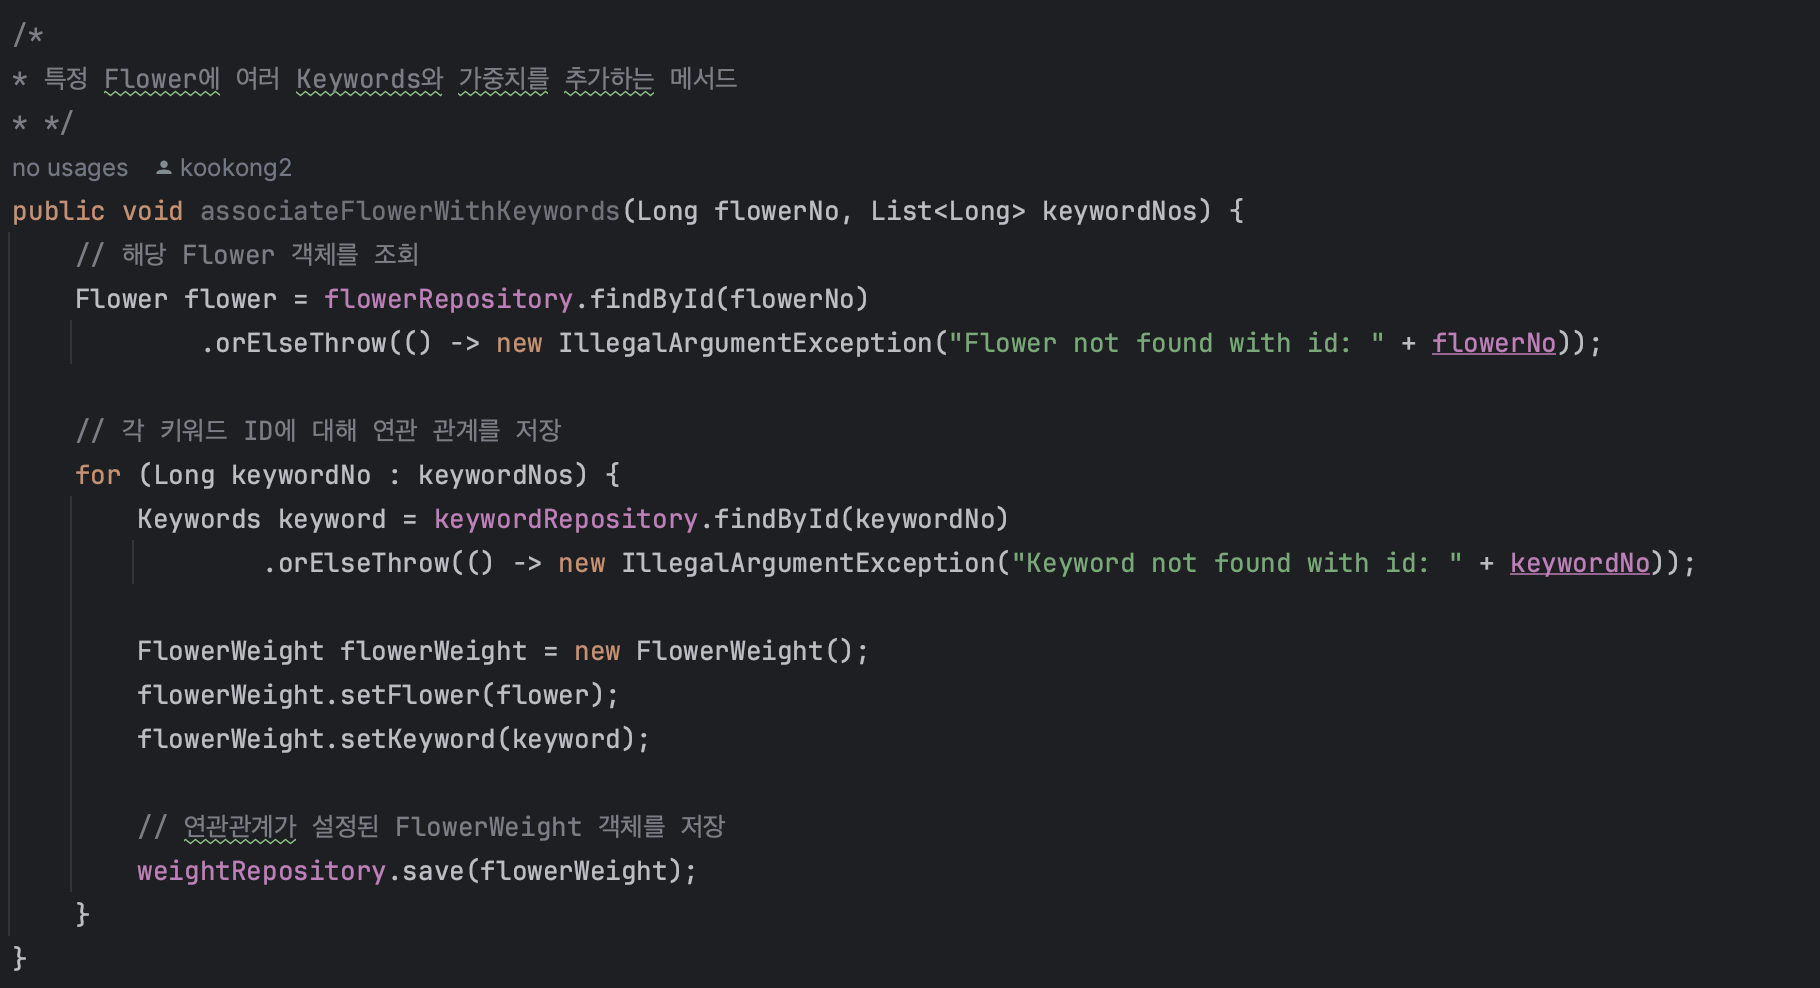 /*
* 특정 Flower에 여러 Keywords와 가중치를 추가하는 메서드
* */
no usages kookong2
public void associateFlowerWithKeywords(Long flowerNo, List<Long> keywordNos) {
// 해당 Flower 객체를 조회
Flower flower = flowerRepository.findById(flowerNo)
.orElseThrow(() -> new IllegalArgumentException("Flower not found with id: " + flowerNo));
// 각 키워드 ID에 대해 연관 관계를 저장
for (Long keywordNo : keywordNos) {
Keywords keyword = keywordRepository.findById(keywordNo)
.orElseThrow(() -> new IllegalArgumentException("Keyword not found with id: " + keywordNo));
FlowerWeight flowerWeight = new FlowerWeight();
flowerWeight.setFlower(flower);
flowerWeight.setKeyword(keyword);
// 연관관계가 설정된 FlowerWeight 객체를 저장
weightRepository.save(flowerWeight);
}
}